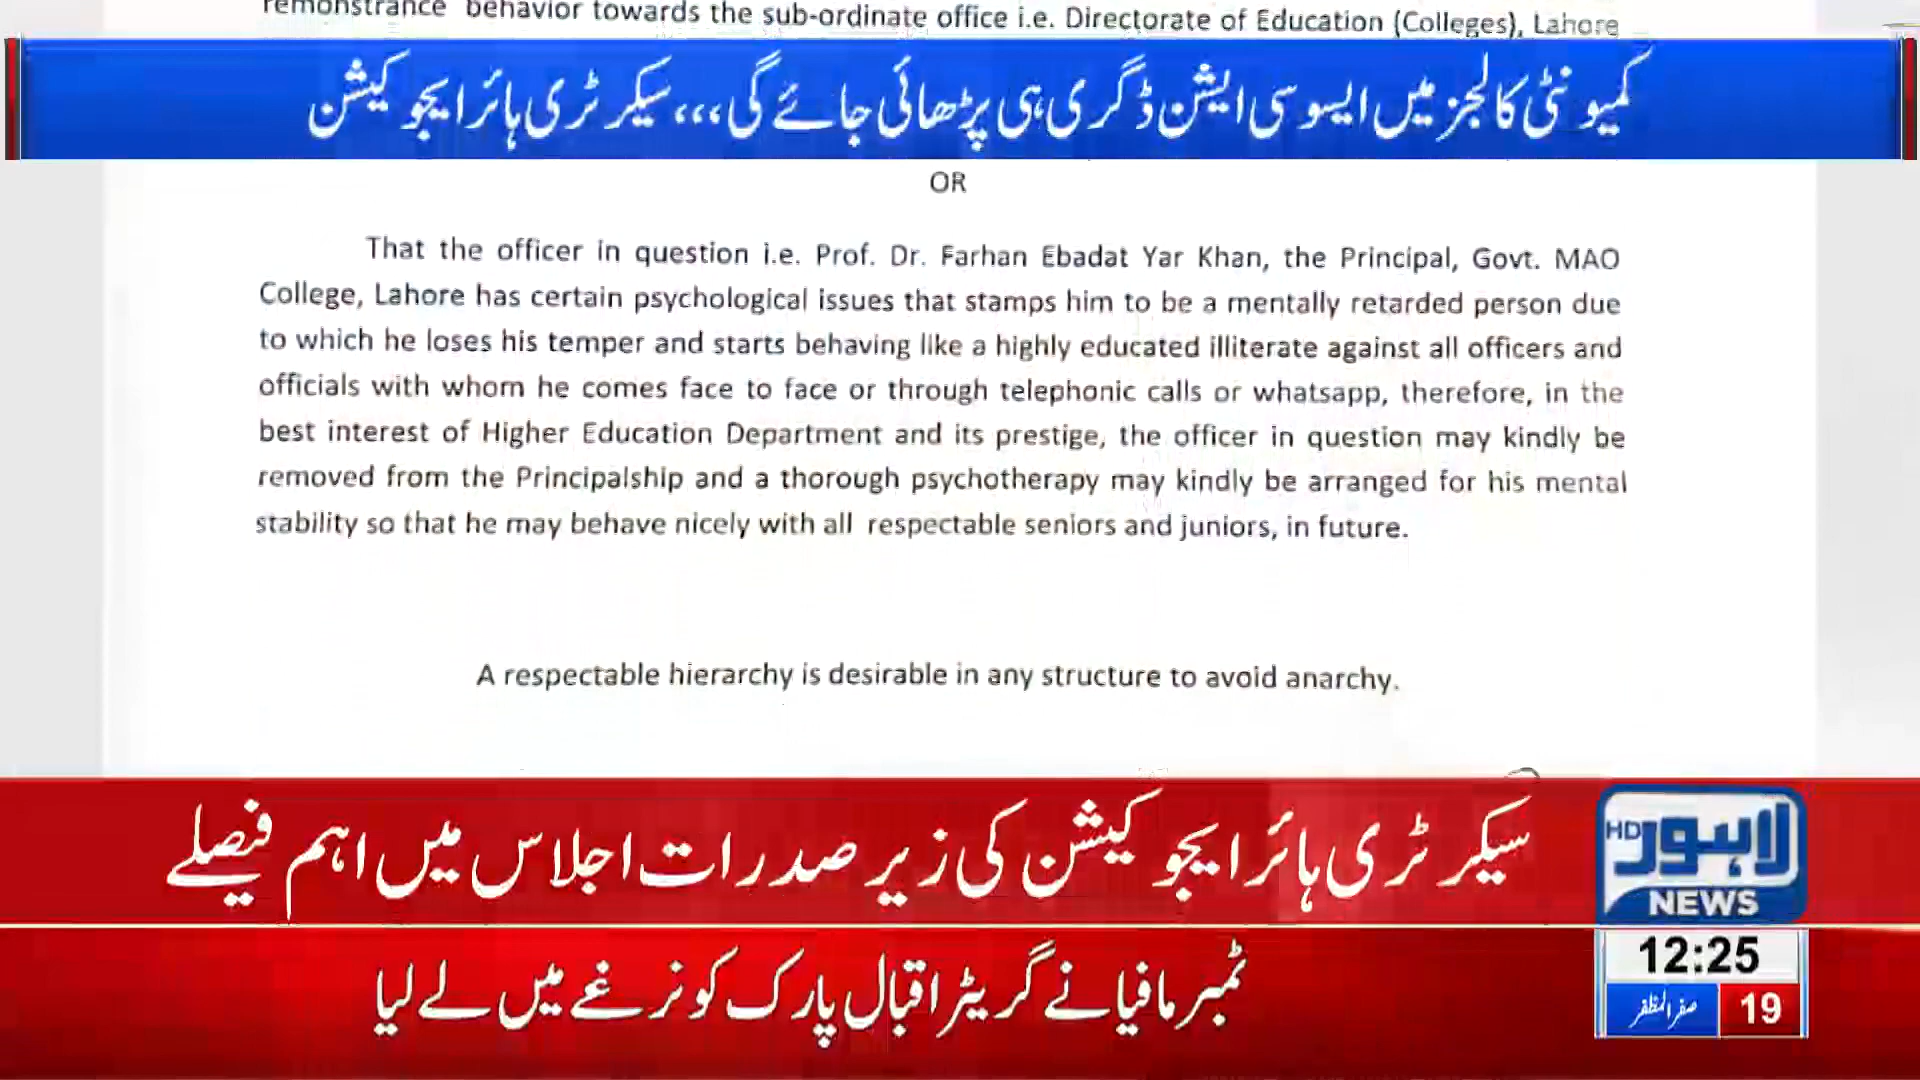 remonstrance behavior towards the sub-ordinate office i.e. Directorate of Education (Colleges), Lahore
کمیونٹی کالجز میں ایسوسی ایشن ڈگری ہی پڑھائی جائے گی،،،سیکرٹری ہائر ایجوکیشن
OR
That the officer in question i.e. Prof. Dr. Farhan Ebadat Yar Khan, the Principal, Govt. MAO
College, Lahore has certain psychological issues that stamps him to be a mentally retarded person due
to which he loses his temper and starts behaving like a highly educated illiterate against all officers and
officials with whom he comes face to face or through telephonic calls or whatsapp, therefore, in the
best interest of Higher Education Department and its prestige, the officer in question may kindly be
removed from the Principalship and a thorough psychotherapy may kindly be arranged for his mental
stability so that he may behave nicely with all respectable seniors and juniors, in future.
A respectable hierarchy is desirable in any structure to avoid anarchy.
سیکرٹری ہائر ایجوکیشن کی زیر صدرات اجلاس میں اہم فیصلے
لاہور HD
NEWS
12:25
صفر المظفر 19
ٹمبر مافیا نے گریٹر اقبال پارک کو نرغے میں لے لیا